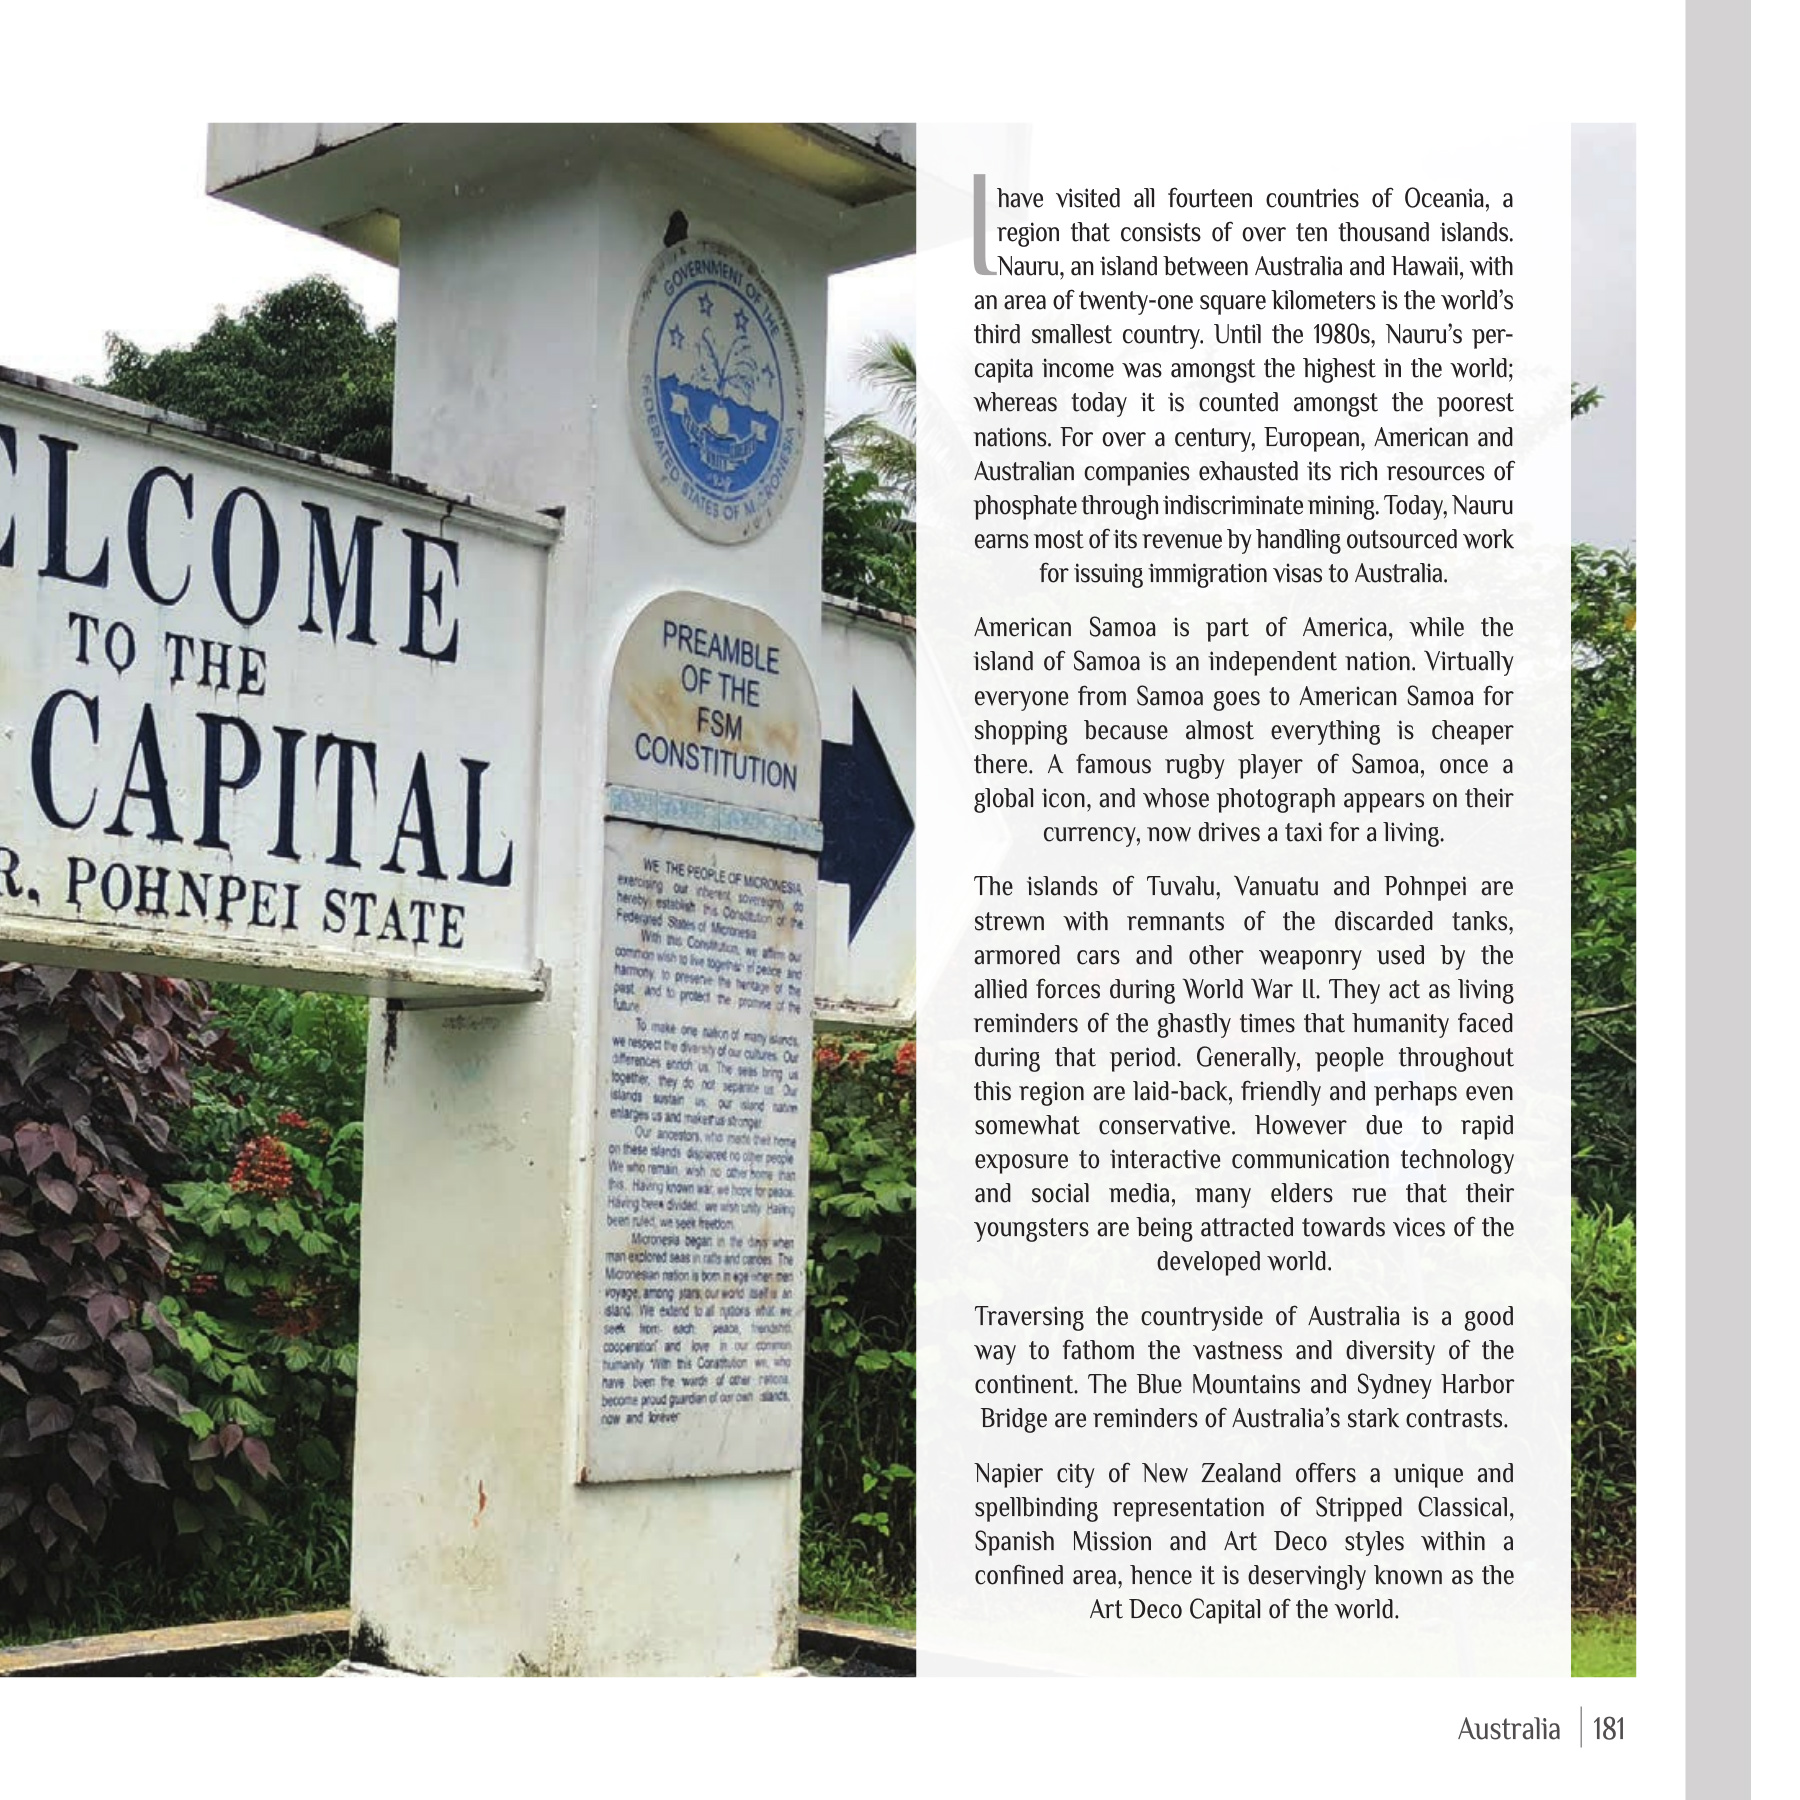 ELCOME
TO THE
CAPITAL
R, POHNPEI STATE
GOVERNMENT OF THE
FEDERATED STATES OF MICRONESIA
UNITY
PREAMBLE
OF THE
FSM
CONSTITUTION
WE THE PEOPLE OF MICRONESIA
exercising our inherent sovereignty do
hereby establish this Constitution of the
Federated States of Micronesia
With this Constitution, we affirm our
common wish to live together in peace and
harmony, to preserve the heritage of the
past, and to protect the promise of the
future
To make one nation of many islands,
we respect the diversity of our cultures. Our
differences enrich us. The seas bring us
together, they do not separate us. Our
islands sustain us, our island nation
enlarges us and makes us stronger.
Our ancestors, who made their home
on these islands displaced no other people
We who remain, wish no other home than
this. Having known war, we hope for peace.
Having been divided, we wish unity. Having
been ruled, we seek freedom.
Micronesia began in the days when
man explored seas in rafts and canoes. The
Micronesian nation is born in age when men
voyage among stars; our world itself is an
island. We extend to all nations what we
seek from each: peace, friendship,
cooperation and love in our common
humanity. With this Constitution we, who
have been the wards of other nations,
become proud guardian of our own islands,
now and forever
I have visited all fourteen countries of Oceania, a
region that consists of over ten thousand islands.
Nauru, an island between Australia and Hawaii, with
an area of twenty-one square kilometers is the world's
third smallest country. Until the 1980s, Nauru's per-
capita income was amongst the highest in the world;
whereas today it is counted amongst the poorest
nations. For over a century, European, American and
Australian companies exhausted its rich resources of
phosphate through indiscriminate mining. Today, Nauru
earns most of its revenue by handling outsourced work
for issuing immigration visas to Australia.
American Samoa is part of America, while the
island of Samoa is an independent nation. Virtually
everyone from Samoa goes to American Samoa for
shopping because almost everything is cheaper
there. A famous rugby player of Samoa, once a
global icon, and whose photograph appears on their
currency, now drives a taxi for a living.
The islands of Tuvalu, Vanuatu and Pohnpei are
strewn with remnants of the discarded tanks,
armored cars and other weaponry used by the
allied forces during World War II. They act as living
reminders of the ghastly times that humanity faced
during that period. Generally, people throughout
this region are laid-back, friendly and perhaps even
somewhat conservative. However due to rapid
exposure to interactive communication technology
and social media, many elders rue that their
youngsters are being attracted towards vices of the
developed world.
Traversing the countryside of Australia is a good
way to fathom the vastness and diversity of the
continent. The Blue Mountains and Sydney Harbor
Bridge are reminders of Australia's stark contrasts.
Napier city of New Zealand offers a unique and
spellbinding representation of Stripped Classical,
Spanish Mission and Art Deco styles within a
confined area, hence it is deservingly known as the
Art Deco Capital of the world.
Australia | 181